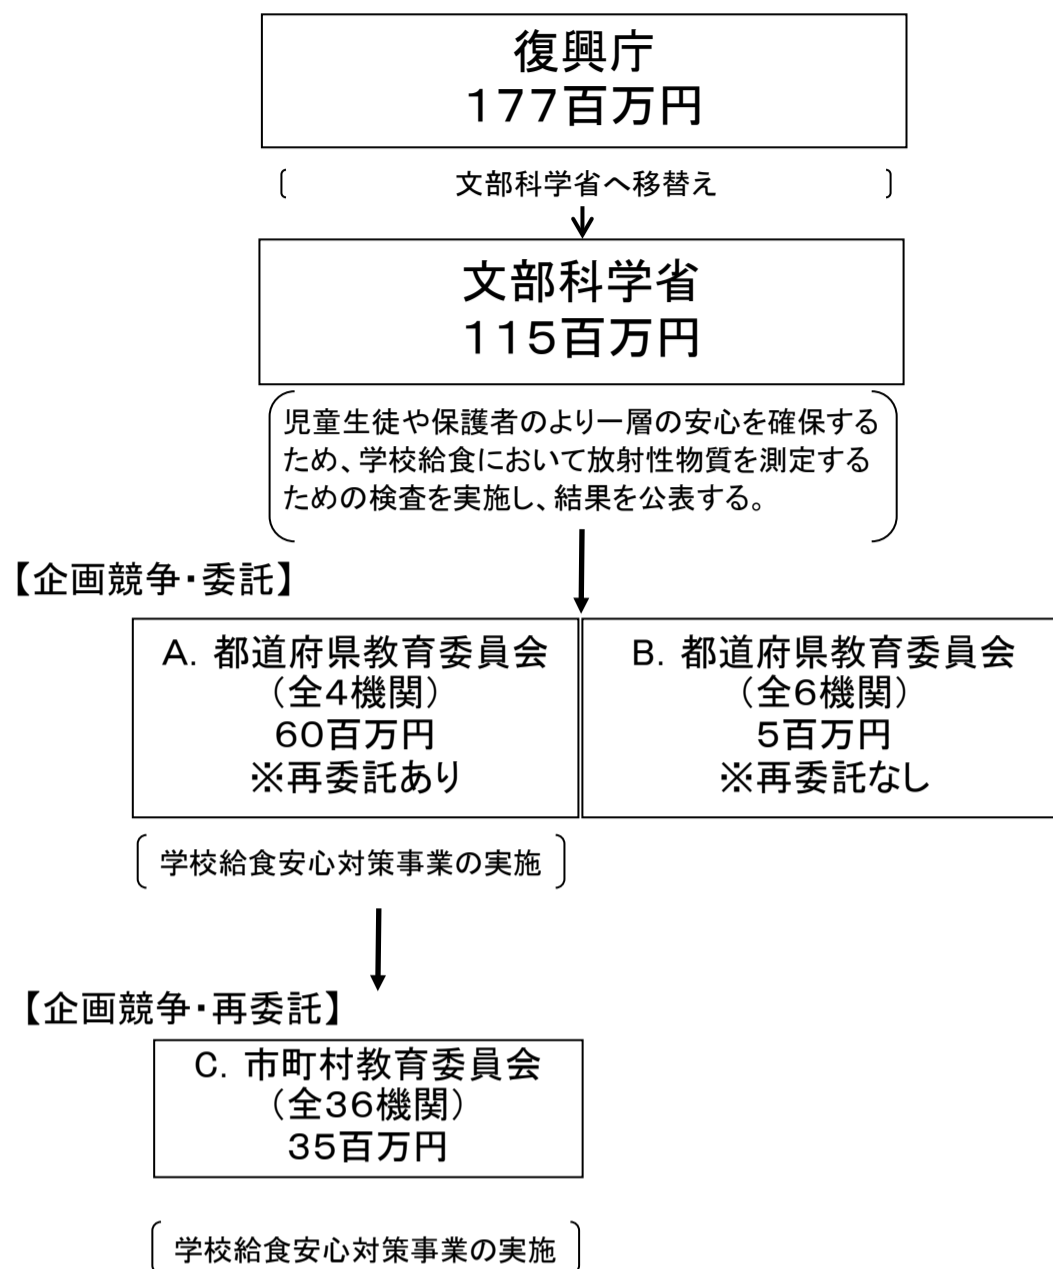 復興庁
177百万円
文部科学省へ移替え
文部科学省
115百万円
児童生徒や保護者のより一層の安心を確保する
ため、学校給食において放射性物質を測定する
ための検査を実施し、結果を公表する。
【企画競争・委託】
A. 都道府県教育委員会
(全4機関)
60百万円
※再委託あり
B. 都道府県教育委員会
(全6機関)
5百万円
※再委託なし
学校給食安心対策事業の実施
【企画競争・再委託】
C. 市町村教育委員会
(全36機関)
35百万円
学校給食安心対策事業の実施